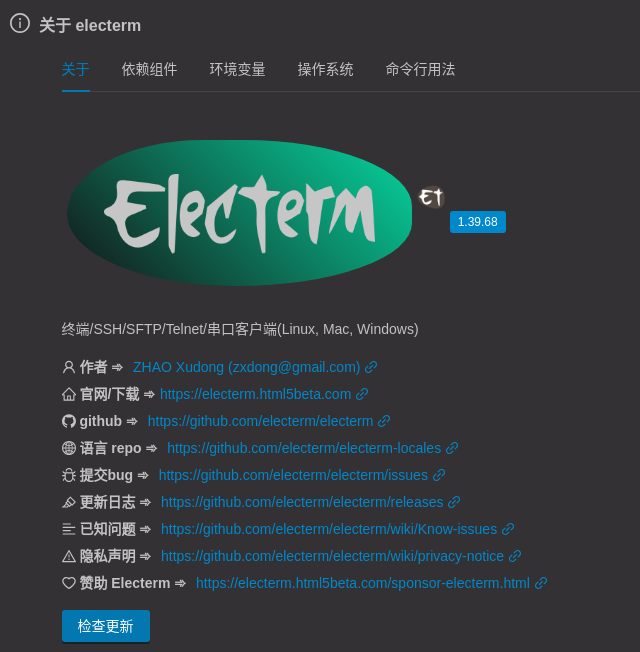 关于 electerm
关于 依赖组件 环境变量 操作系统 命令行用法
Electerm
ET
1.39.68
终端/SSH/SFTP/Telnet/串口客户端(Linux, Mac, Windows)
作者 ➾ ZHAO Xudong (zxdong@gmail.com)
官网/下载 ➾ https://electerm.html5beta.com
github ➾ https://github.com/electerm/electerm
语言 repo ➾ https://github.com/electerm/electerm-locales
提交bug ➾ https://github.com/electerm/electerm/issues
更新日志 ➾ https://github.com/electerm/electerm/releases
已知问题 ➾ https://github.com/electerm/electerm/wiki/Know-issues
隐私声明 ➾ https://github.com/electerm/electerm/wiki/privacy-notice
赞助 Electerm ➾ https://electerm.html5beta.com/sponsor-electerm.html
检查更新